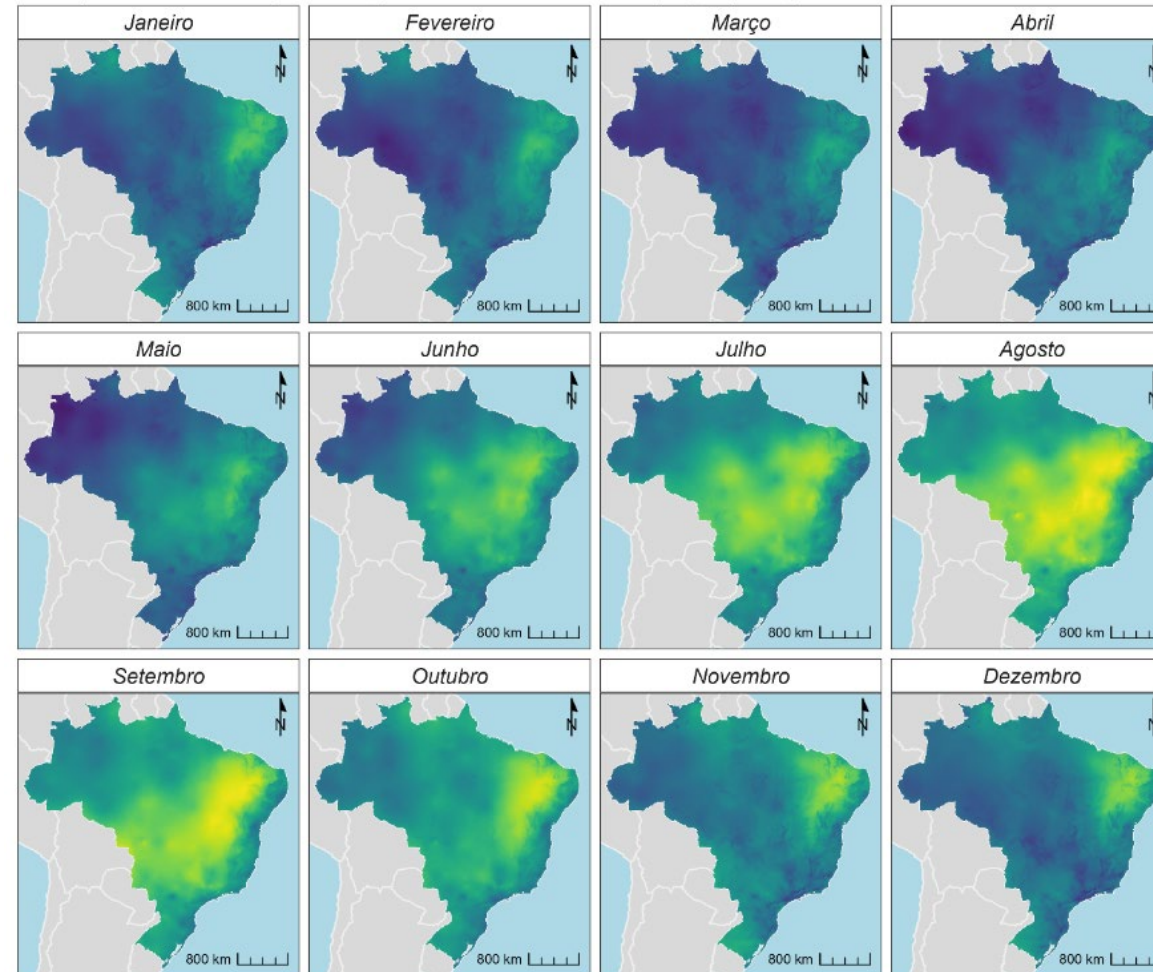 Janeiro
Fevereiro
Março
Abril
N
N
N
N
800 km
800 km
800 km
800 km
Maio
Junho
Julho
Agosto
N
N
N
N
800 km
800 km
800 km
800 km
Setembro
Outubro
Novembro
Dezembro
N
N
N
N
800 km
800 km
800 km
800 km